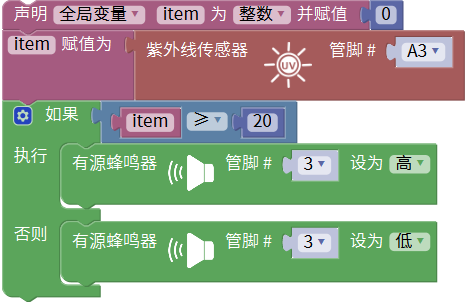 声明 全局变量 item 为 整数 并赋值 0
item 赋值为 紫外线传感器 UV 管脚 # A3
如果 item ≥ 20
执行 有源蜂鸣器 管脚 # 3 设为 高
否则 有源蜂鸣器 管脚 # 3 设为 低